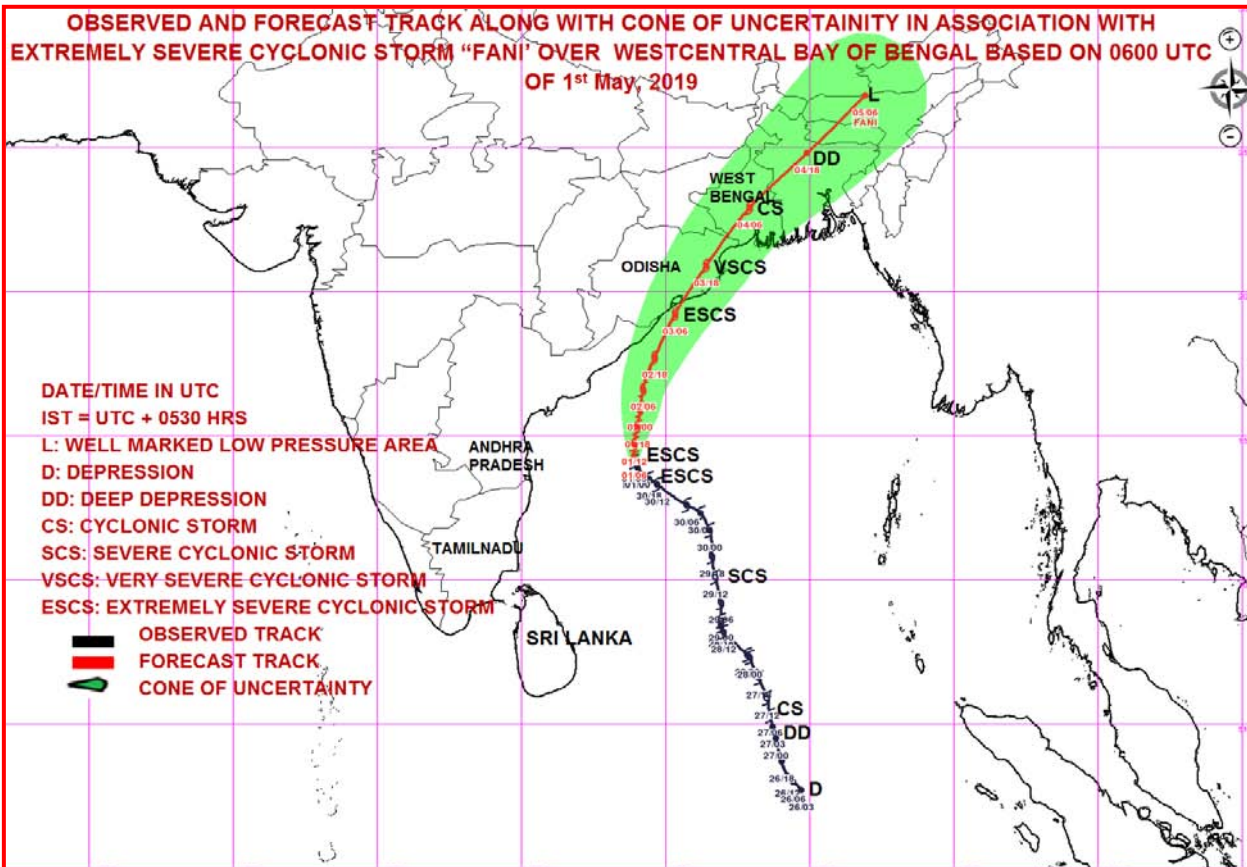 OBSERVED AND FORECAST TRACK ALONG WITH CONE OF UNCERTAINITY IN ASSOCIATION WITH
EXTREMELY SEVERE CYCLONIC STORM “FANI’ OVER WESTCENTRAL BAY OF BENGAL BASED ON 0600 UTC
OF 1st May, 2019
L
05/06
FANI
DD
04/18
WEST
BENGAL
CS
04/06
ODISHA
VSCS
03/18
ESCS
03/06
02/18
02/06
DATE/TIME IN UTC
IST = UTC + 0530 HRS
L: WELL MARKED LOW PRESSURE AREA
D: DEPRESSION
DD: DEEP DEPRESSION
CS: CYCLONIC STORM
SCS: SEVERE CYCLONIC STORM
VSCS: VERY SEVERE CYCLONIC STORM
ESCS: EXTREMELY SEVERE CYCLONIC STORM
OBSERVED TRACK
FORECAST TRACK
CONE OF UNCERTAINTY
ANDHRA
PRADESH
TAMILNADU
SRI LANKA
ESCS
01/12
01/06
ESCS
30/18
30/12
30/06
30/00
29/18
SCS
29/12
28/12
28/00
27/12
CS
27/06
DD
27/03
27/00
26/18
D
26/06
26/03